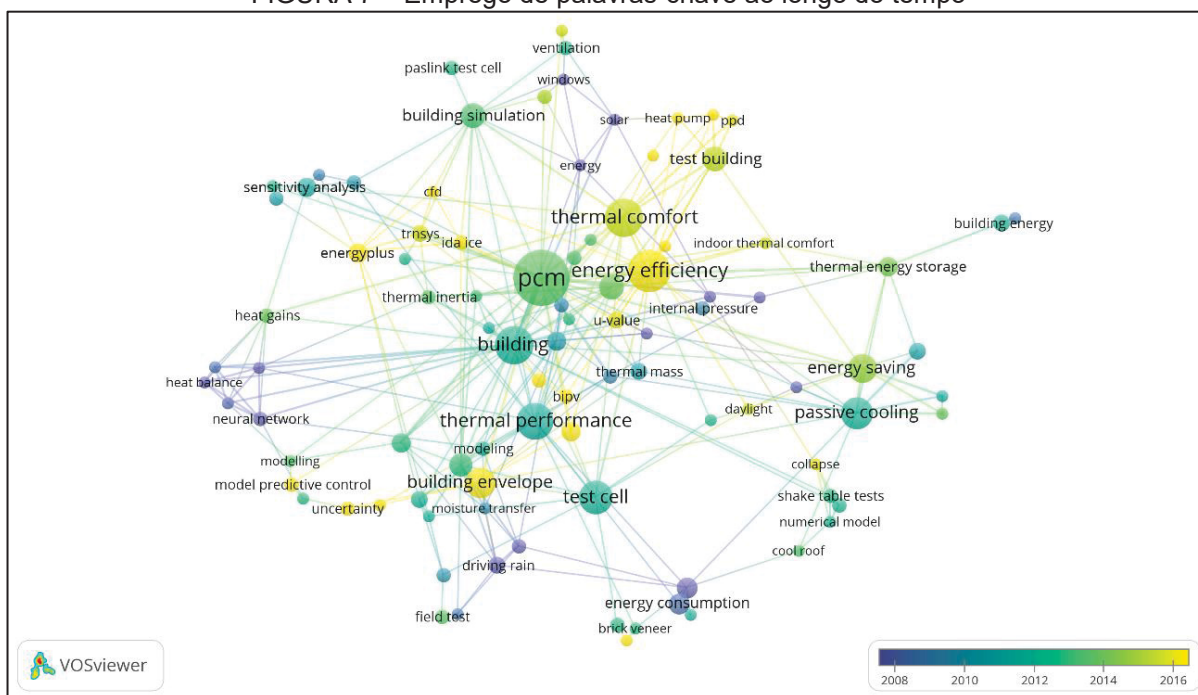 FIGURA 7 – Emprego de palavras-chave ao longo do tempo
ventilation
paslink test cell
windows
building simulation
solar
heat pump
ppd
energy
test building
sensitivity analysis
cfd
thermal comfort
building energy
trnsys
ida ice
indoor thermal comfort
energyplus
thermal energy storage
pcm
energy efficiency
thermal inertia
internal pressure
heat gains
u-value
building
energy saving
thermal mass
heat balance
bipv
daylight
passive cooling
neural network
thermal performance
modeling
modelling
collapse
model predictive control
building envelope
test cell
shake table tests
uncertainty
moisture transfer
numerical model
cool roof
driving rain
energy consumption
field test
brick veneer
VOSviewer
2008 2010 2012 2014 2016